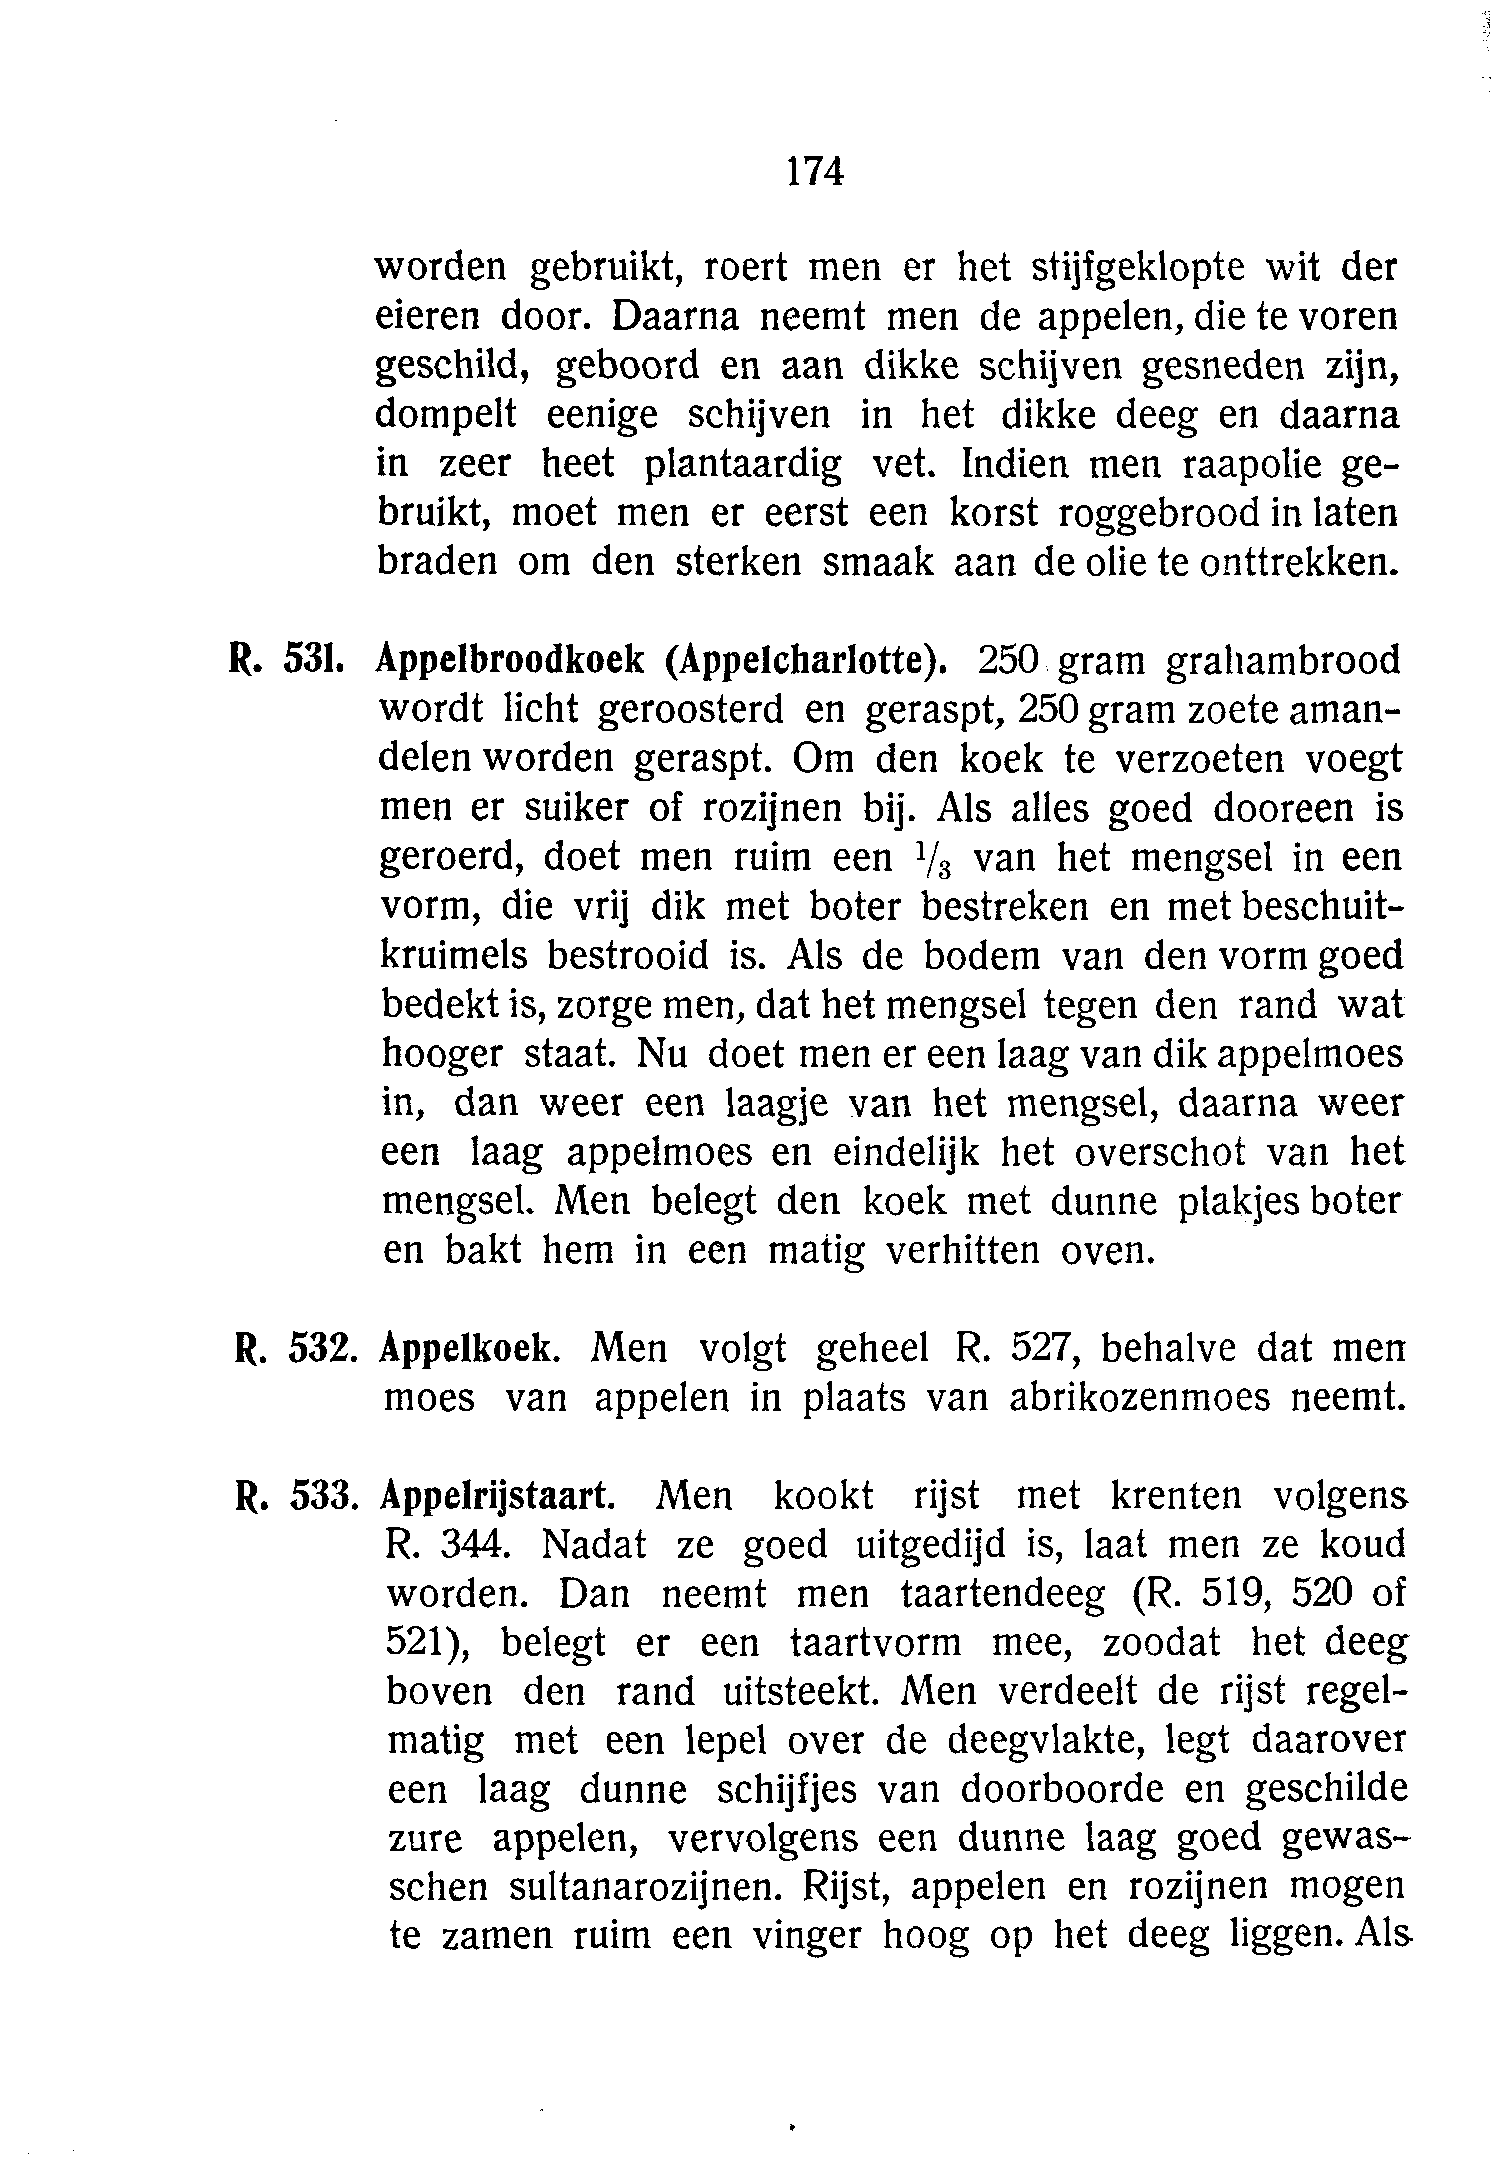 174
worden gebruikt, roert men er het stijfgeklopte wit der
eieren door. Daarna neemt men de appelen, die te voren
geschild, geboord en aan dikke schijven gesneden zijn,
dompelt eenige schijven in het dikke deeg en daarna
in zeer heet plantaardig vet. Indien men raapolie ge-
bruikt, moet men er eerst een korst roggebrood in laten
braden om den sterken smaak aan de olie te onttrekken.
R. 531. Appelbroodkoek (Appelcharlotte). 250 gram grahambrood
wordt licht geroosterd en geraspt, 250 gram zoete aman-
delen worden geraspt. Om den koek te verzoeten voegt
men er suiker of rozijnen bij. Als alles goed dooreen is
geroerd, doet men ruim een 1/3 van het mengsel in een
vorm, die vrij dik met boter bestreken en met beschuit-
kruimels bestrooid is. Als de bodem van den vorm goed
bedekt is, zorge men, dat het mengsel tegen den rand wat
hooger staat. Nu doet men er een laag van dik appelmoes
in, dan weer een laagje van het mengsel, daarna weer
een laag appelmoes en eindelijk het overschot van het
mengsel. Men belegt den koek met dunne plakjes boter
en bakt hem in een matig verhitten oven.
R. 532. Appelkoek. Men volgt geheel R. 527, behalve dat men
moes van appelen in plaats van abrikozenmoes neemt.
R. 533. Appelrijstaart. Men kookt rijst met krenten volgens
R. 344. Nadat ze goed uitgedijd is, laat men ze koud
worden. Dan neemt men taartendeeg (R. 519, 520 of
521), belegt er een taartvorm mee, zoodat het deeg
boven den rand uitsteekt. Men verdeelt de rijst regel-
matig met een lepel over de deegvlakte, legt daarover
een laag dunne schijfjes van doorboorde en geschilde
zure appelen, vervolgens een dunne laag goed gewas-
schen sultanarozijnen. Rijst, appelen en rozijnen mogen
te zamen ruim een vinger hoog op het deeg liggen. Als